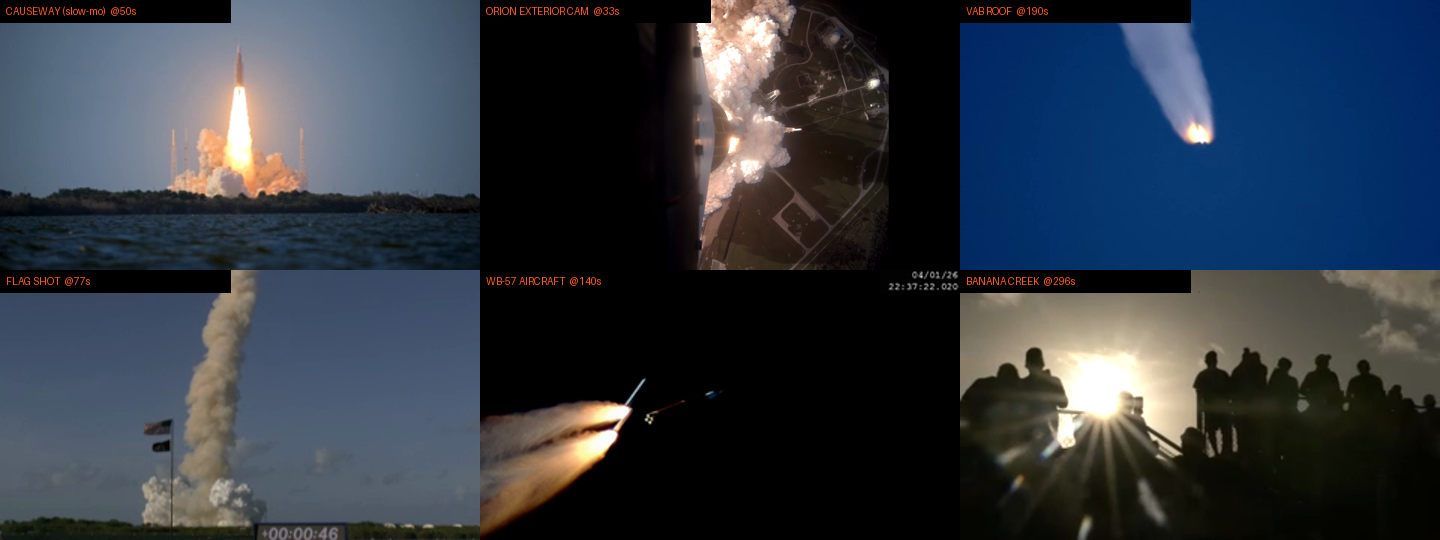 CAUSEWAY (slow-mo) @50s
ORION EXTERIOR CAM @33s
VAB ROOF @190s
FLAG SHOT @77s
+00:00:46
WB-57 AIRCRAFT @140s
04/01/26
22:37:22.020
BANANA CREEK @296s